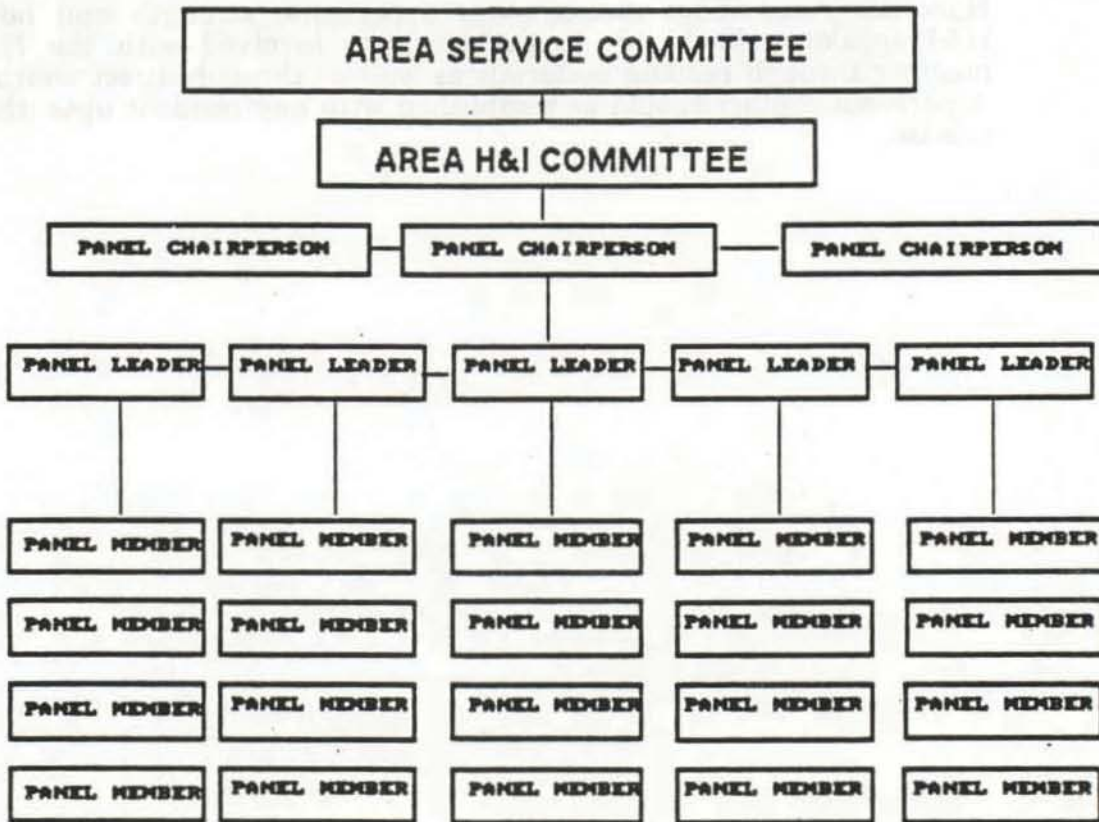 AREA SERVICE COMMITTEE
AREA H&I COMMITTEE
PANEL CHAIRPERSON PANEL CHAIRPERSON PANEL CHAIRPERSON
PANEL LEADER PANEL LEADER PANEL LEADER PANEL LEADER PANEL LEADER
PANEL MEMBER PANEL MEMBER PANEL MEMBER PANEL MEMBER PANEL MEMBER
PANEL MEMBER PANEL MEMBER PANEL MEMBER PANEL MEMBER PANEL MEMBER
PANEL MEMBER PANEL MEMBER PANEL MEMBER PANEL MEMBER PANEL MEMBER
PANEL MEMBER PANEL MEMBER PANEL MEMBER PANEL MEMBER PANEL MEMBER